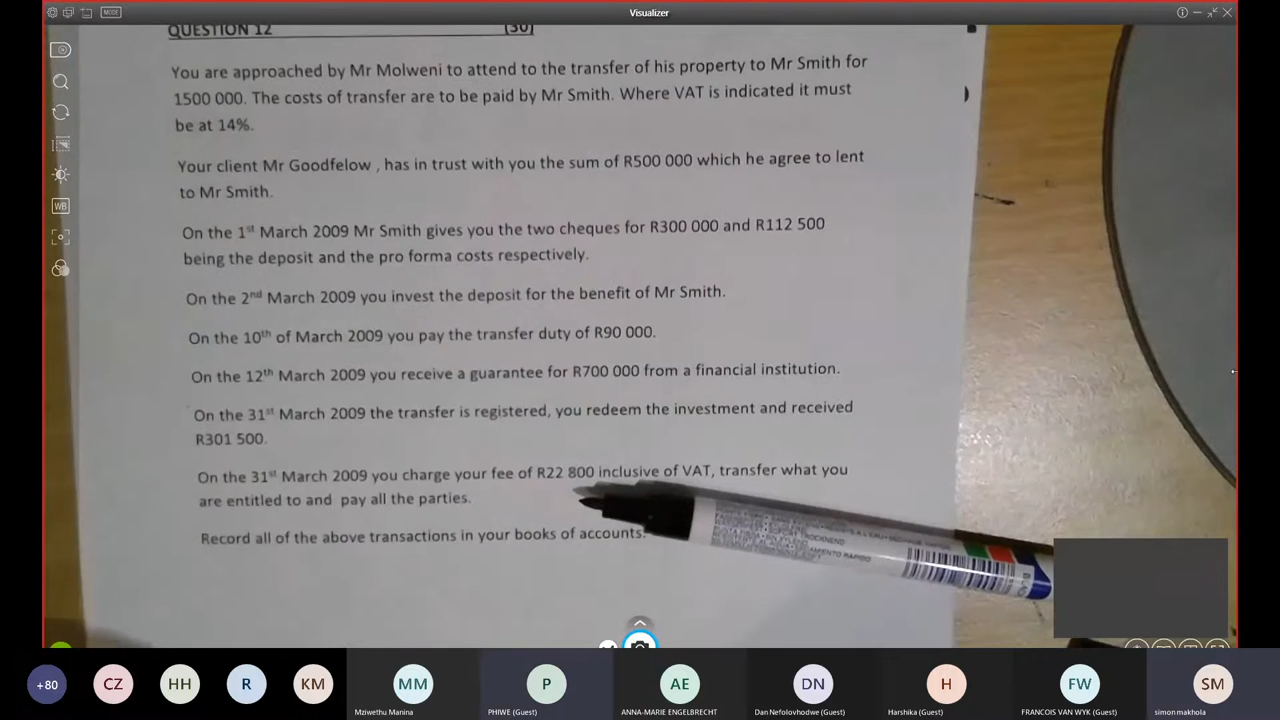 Visualizer
MODE
QUESTION 12 [30]
You are approached by Mr Molweni to attend to the transfer of his property to Mr Smith for
1500 000. The costs of transfer are to be paid by Mr Smith. Where VAT is indicated it must
be at 14%.
Your client Mr Goodfelow , has in trust with you the sum of R500 000 which he agree to lent
to Mr Smith.
On the 1st March 2009 Mr Smith gives you the two cheques for R300 000 and R112 500
being the deposit and the pro forma costs respectively.
On the 2nd March 2009 you invest the deposit for the benefit of Mr Smith.
On the 10th of March 2009 you pay the transfer duty of R90 000.
On the 12th March 2009 you receive a guarantee for R700 000 from a financial institution.
On the 31st March 2009 the transfer is registered, you redeem the investment and received
R301 500.
On the 31st March 2009 you charge your fee of R22 800 inclusive of VAT, transfer what you
are entitled to and pay all the parties.
Record all of the above transactions in your books of accounts.
WB
+80
CZ
HH
R
KM
MM
P
AE
DN
H
FW
SM
Mziwethu Manina
PHIWE (Guest)
ANNA-MARIE ENGELBRECHT
Dan Nefolovhodwe (Guest)
Harshika (Guest)
FRANCOIS VAN WYK (Guest)
simon makhola